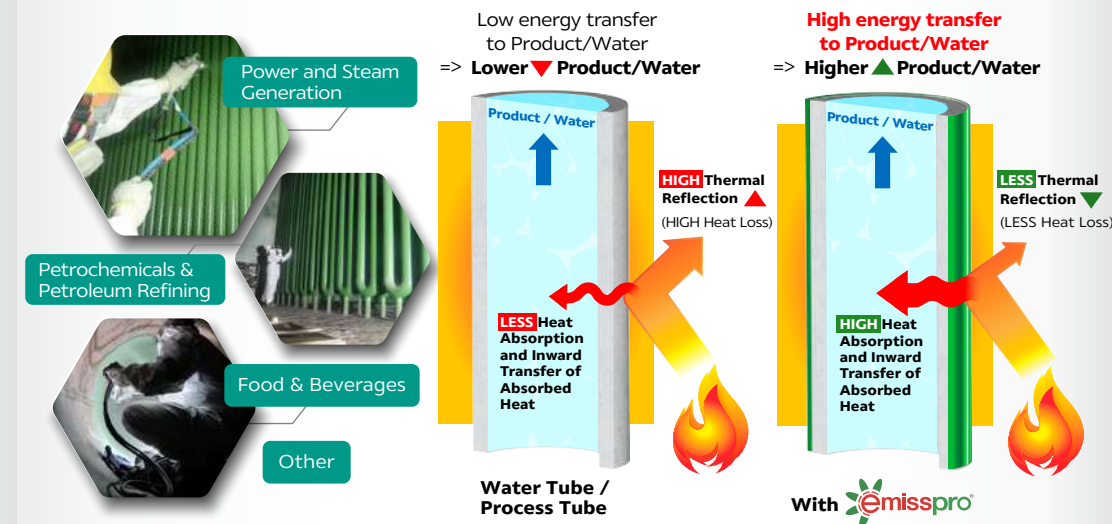 Power and Steam
Generation
Petrochemicals &
Petroleum Refining
Food & Beverages
Other
Low energy transfer
to Product/Water
=> Lower ▼ Product/Water
Product / Water
HIGH Thermal
Reflection ▲
(HIGH Heat Loss)
LESS Heat
Absorption
and Inward
Transfer of
Absorbed
Heat
Water Tube /
Process Tube
High energy transfer
to Product/Water
=> Higher ▲ Product/Water
Product / Water
LESS Thermal
Reflection ▼
(LESS Heat Loss)
HIGH Heat
Absorption
and Inward
Transfer of
Absorbed
Heat
With emisspro®